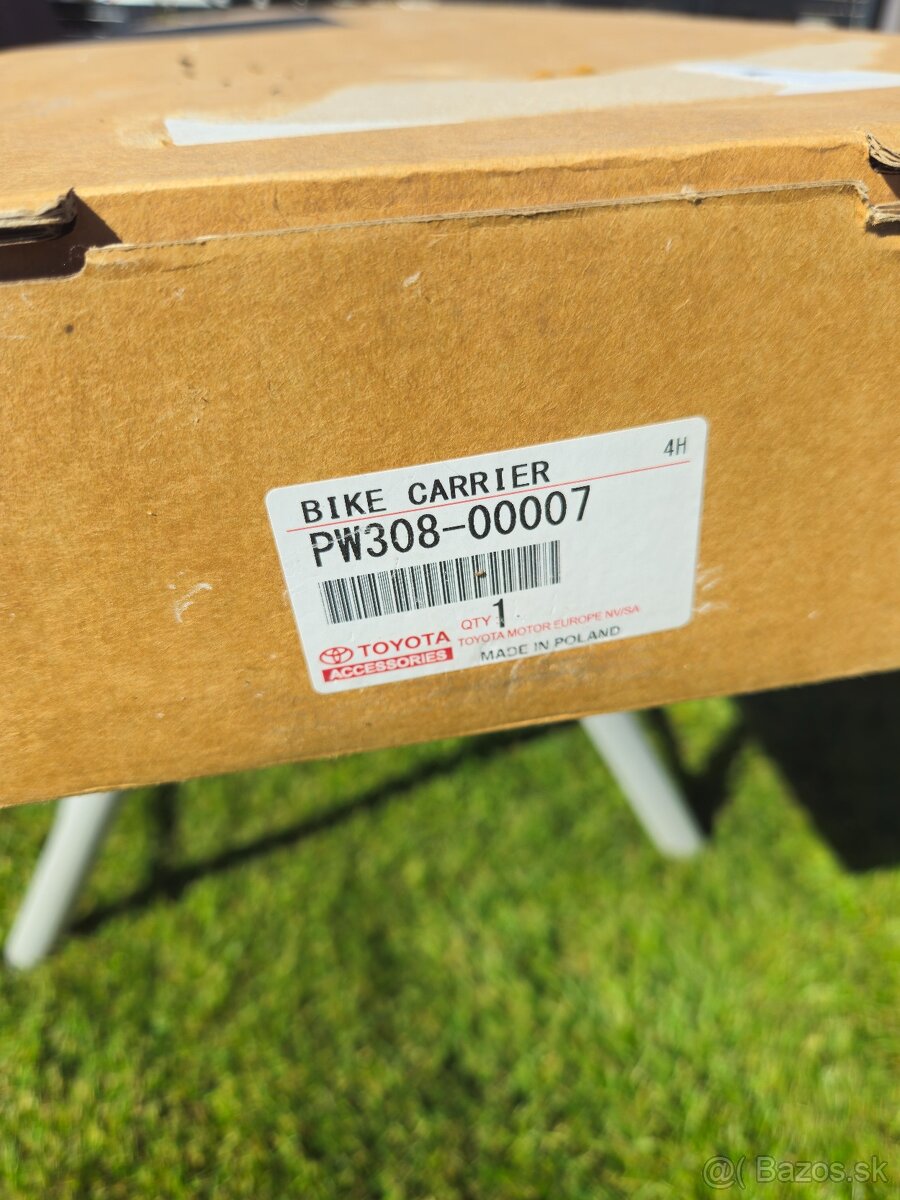 4H
BIKE CARRIER
PW308-00007
QTY 1
TOYOTA
ACCESSORIES
TOYOTA MOTOR EUROPE NV/SA
MADE IN POLAND
@( Bazos.sk